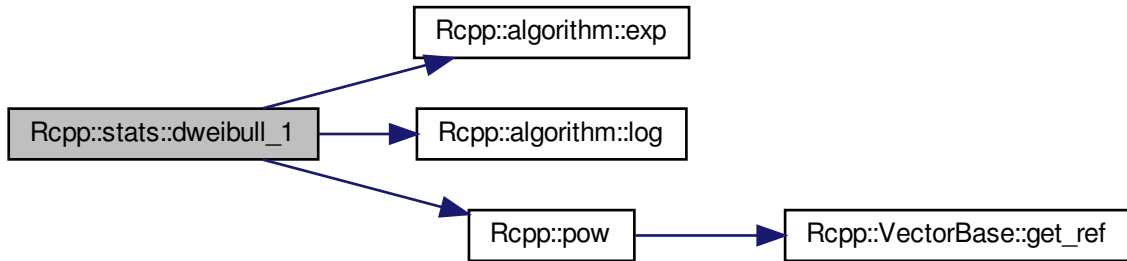 Rcpp::algorithm::exp
Rcpp::stats::dweibull_1
Rcpp::algorithm::log
Rcpp::pow
Rcpp::VectorBase::get_ref